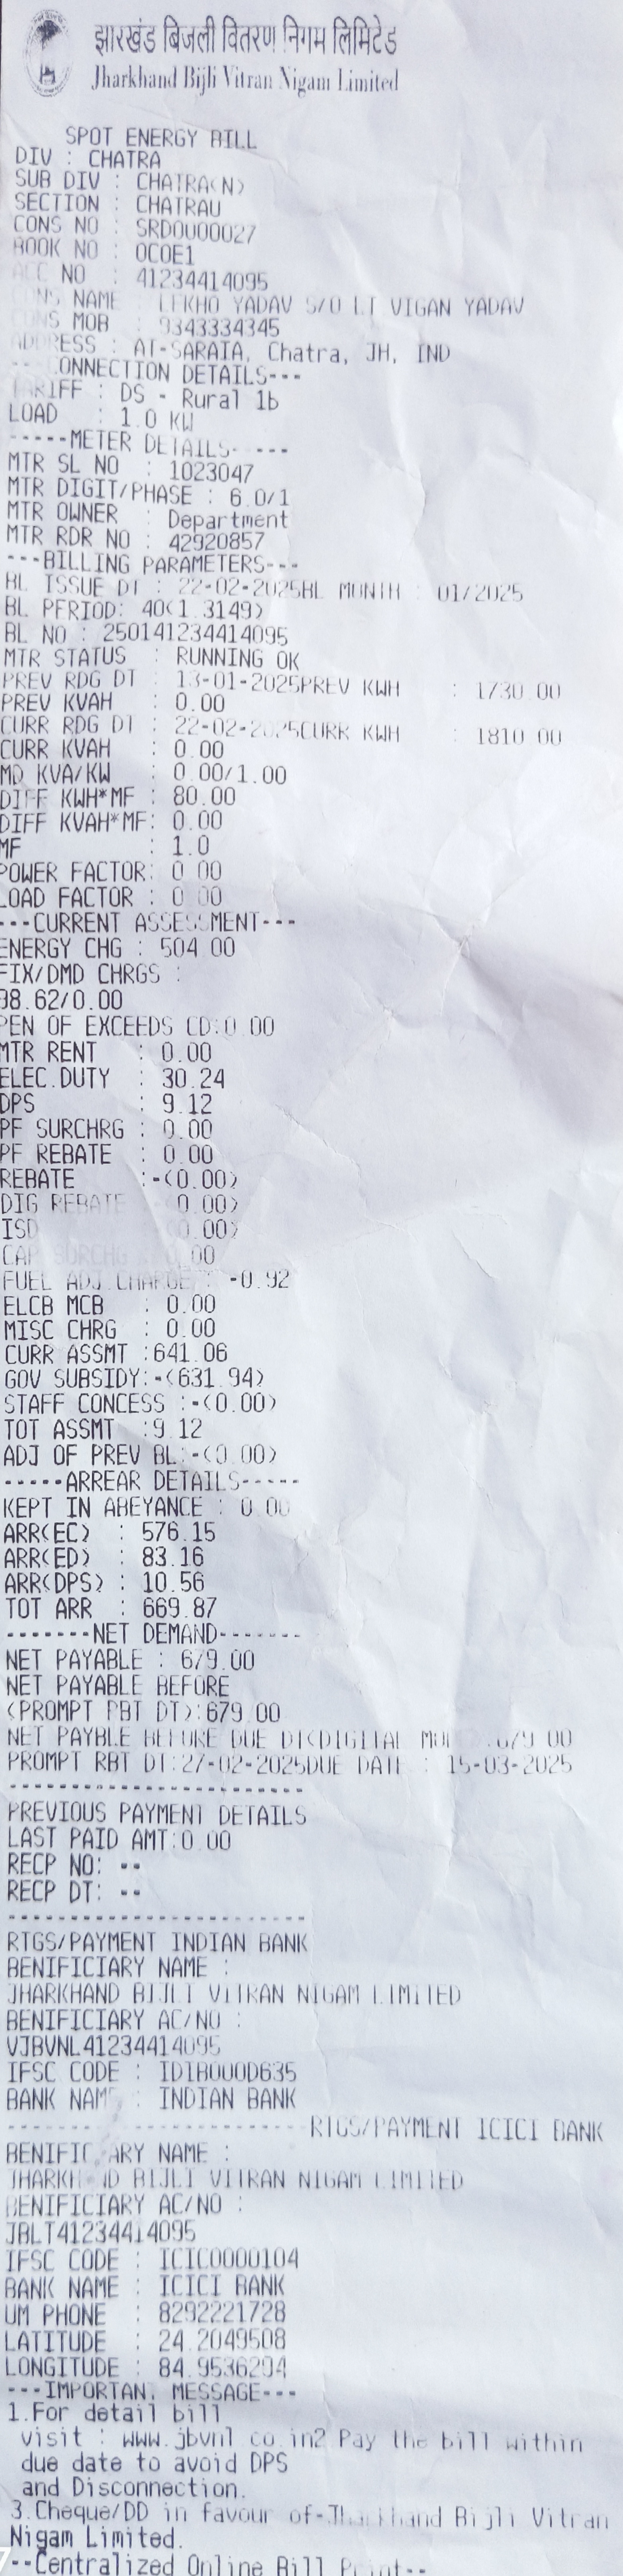 झारखंड बिजली वितरण निगम लिमिटेड
Jharkhand Bijli Vitran Nigam Limited
SPOT ENERGY BILL
DIV : CHATRA
SUB DIV : CHATRA(N)
SECTION : CHATRAU
CONS NO : SRD0U00027
BOOK NO : OCOE1
NO : 41234414095
NAME : LEKHO YADAV S/O LT VIGAN YADAV
MOB : 9343334345
ADDRESS : AT-SARATA, Chatra, JH, IND
CONNECTION DETAILS---
TARIFF : DS - Rural 1b
LOAD : 1.0 KW
-----METER DETAILS-----
MTR SL NO : 1023047
MTR DIGIT/PHASE : 6.0/1
MTR OWNER : Department
MTR RDR NO : 42920857
---BILLING PARAMETERS---
BL ISSUE DT : 22-02-2025BL MONTH : 01/2025
BL PERIOD: 40(1.3149)
BL NO : 250141234414095
MTR STATUS : RUNNING OK
PREV RDG DT : 13-01-2025PREV KWH : 1730.00
PREV KVAH : 0.00
CURR RDG DT : 22-02-2025CURR KWH : 1810.00
CURR KVAH : 0.00
MD KVA/KW : 0.00/1.00
DIFF KWH*MF : 80.00
DIFF KVAH*MF: 0.00
MF : 1.0
POWER FACTOR: 0.00
LOAD FACTOR : 0.00
---CURRENT ASSESSMENT---
ENERGY CHG : 504.00
FIX/DMD CHRGS :
98.62/0.00
PEN OF EXCEEDS CD:0.00
MTR RENT : 0.00
ELEC.DUTY : 30.24
DPS : 9.12
PF SURCHRG : 0.00
PF REBATE : 0.00
REBATE :-(0.00)
DIG REBATE 0.00)
ISD 0.00)
CAP SURCHG .00
FUEL ADJ.CHARGE : -0.92
ELCB MCB : 0.00
MISC CHRG : 0.00
CURR ASSMT :641.06
GOV SUBSIDY:-(631.94)
STAFF CONCESS :-(0.00)
TOT ASSMT :9.12
ADJ OF PREV BL:-(0.00)
-----ARREAR DETAILS-----
KEPT IN ABEYANCE : 0.00
ARR(EC) : 576.15
ARR(ED) : 83.16
ARR(DPS) : 10.56
TOT ARR : 669.87
-------NET DEMAND-------
NET PAYABLE : 679.00
NET PAYABLE BEFORE
(PROMPT RBT DT):679.00
NET PAYBLE BEFORE DUE DT(DIGITAL :679.00
PROMPT RBT DT:27-02-2025DUE DATE : 15-03-2025
------------------------
PREVIOUS PAYMENT DETAILS
LAST PAID AMT:0.00
RECP NO: --
RECP DT: --
------------------------
RTGS/PAYMENT INDIAN BANK
BENIFICIARY NAME :
JHARKHAND BIJLI VITRAN NIGAM LIMITED
BENIFICIARY AC/NO :
VJBVNL41234414095
IFSC CODE : IDIB000D635
BANK NAME : INDIAN BANK
------------------------ RTGS/PAYMENT ICICI BANK
BENIFICIARY NAME :
JHARKHAND BIJLI VITRAN NIGAM LIMITED
BENIFICIARY AC/NO :
JBLT41234414095
IFSC CODE : ICIC0000104
BANK NAME : ICICI BANK
UM PHONE : 8292221728
LATITUDE : 24.2049508
LONGITUDE : 84.9536294
---IMPORTANT MESSAGE---
1.For detail bill
visit : www.jbvnl.co.in2.Pay the bill within
due date to avoid DPS
and Disconnection.
3.Cheque/DD in favour of-Jharkhand Bijli Vitran
Nigam Limited.
--Centralized Online Bill Print--